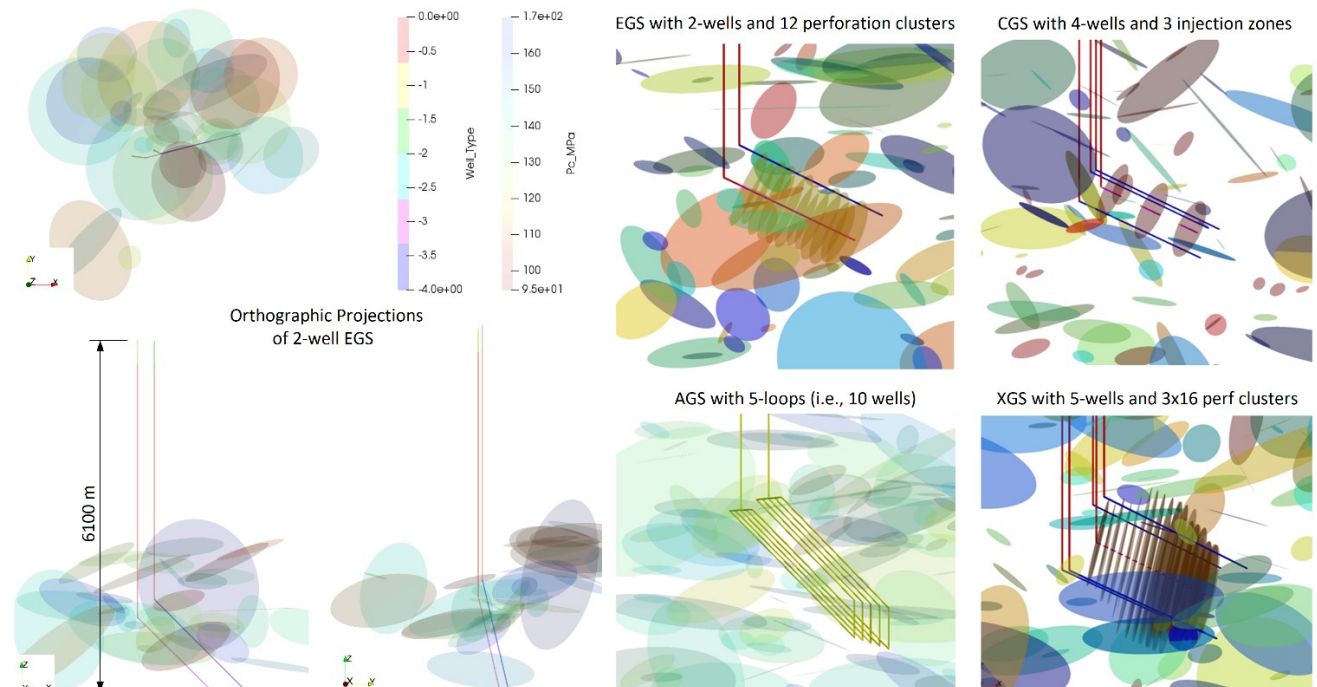 0.0e+00
-0.5
-1
-1.5
-2
-2.5
-3
-3.5
-4.0e+00
Well_Type
1.7e+02
160
150
140
130
120
110
100
9.5e+01
Pc_MPa
Y
Z
X
Orthographic Projections
of 2-well EGS
6100 m
Z
X
Y
Z
X
Y
EGS with 2-wells and 12 perforation clusters
CGS with 4-wells and 3 injection zones
AGS with 5-loops (i.e., 10 wells)
XGS with 5-wells and 3x16 perf clusters